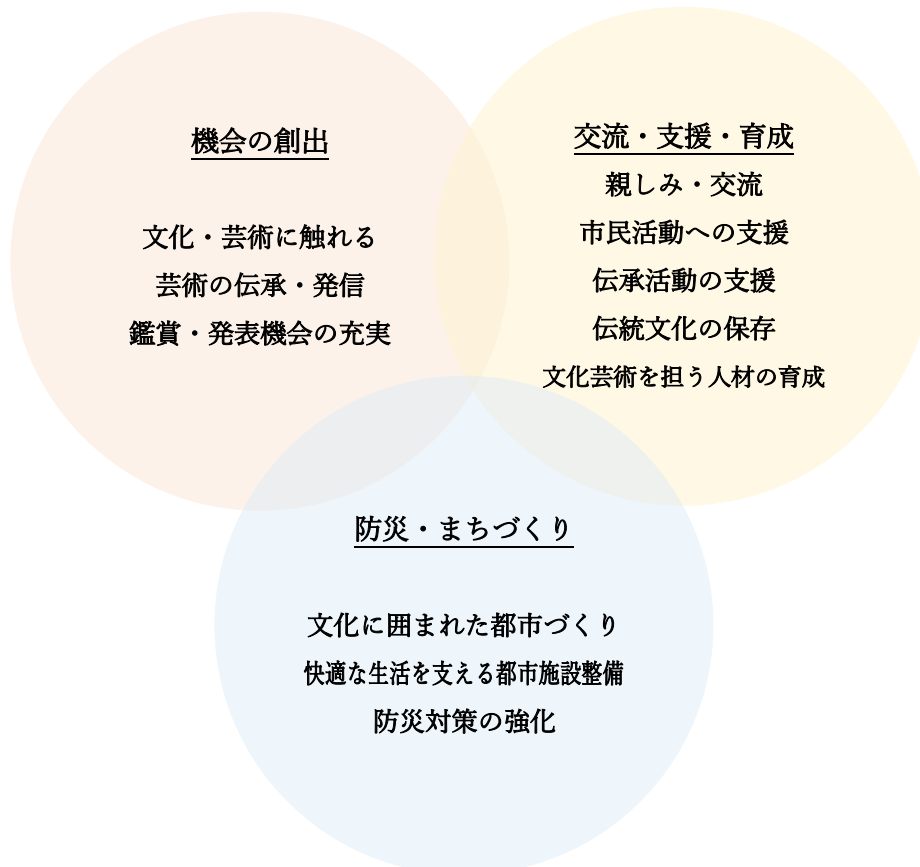 機会の創出
文化・芸術に触れる
芸術の伝承・発信
鑑賞・発表機会の充実
交流・支援・育成
親しみ・交流
市民活動への支援
伝承活動の支援
伝統文化の保存
文化芸術を担う人材の育成
防災・まちづくり
文化に囲まれた都市づくり
快適な生活を支える都市施設整備
防災対策の強化